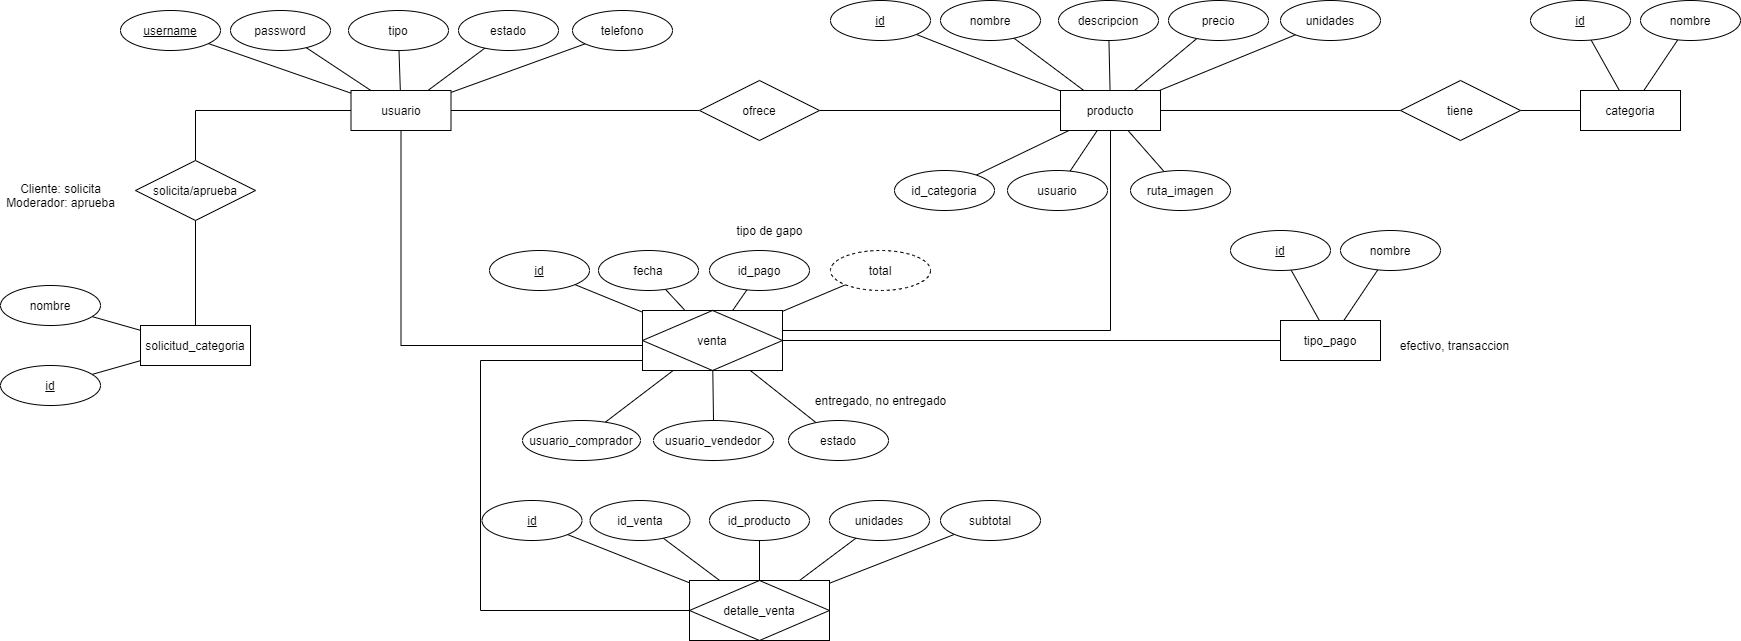 id
nombre
descripcion
precio
unidades
id
nombre
username
password
tipo
estado
telefono
usuario
ofrece
producto
tiene
categoria
Cliente: solicita
Moderador: aprueba
solicita/aprueba
id_categoria
usuario
ruta_imagen
tipo de gapo
id
nombre
id
fecha
id_pago
total
nombre
solicitud_categoria
id
venta
tipo_pago
efectivo, transaccion
entregado, no entregado
usuario_comprador
usuario_vendedor
estado
id
id_venta
id_producto
unidades
subtotal
detalle_venta